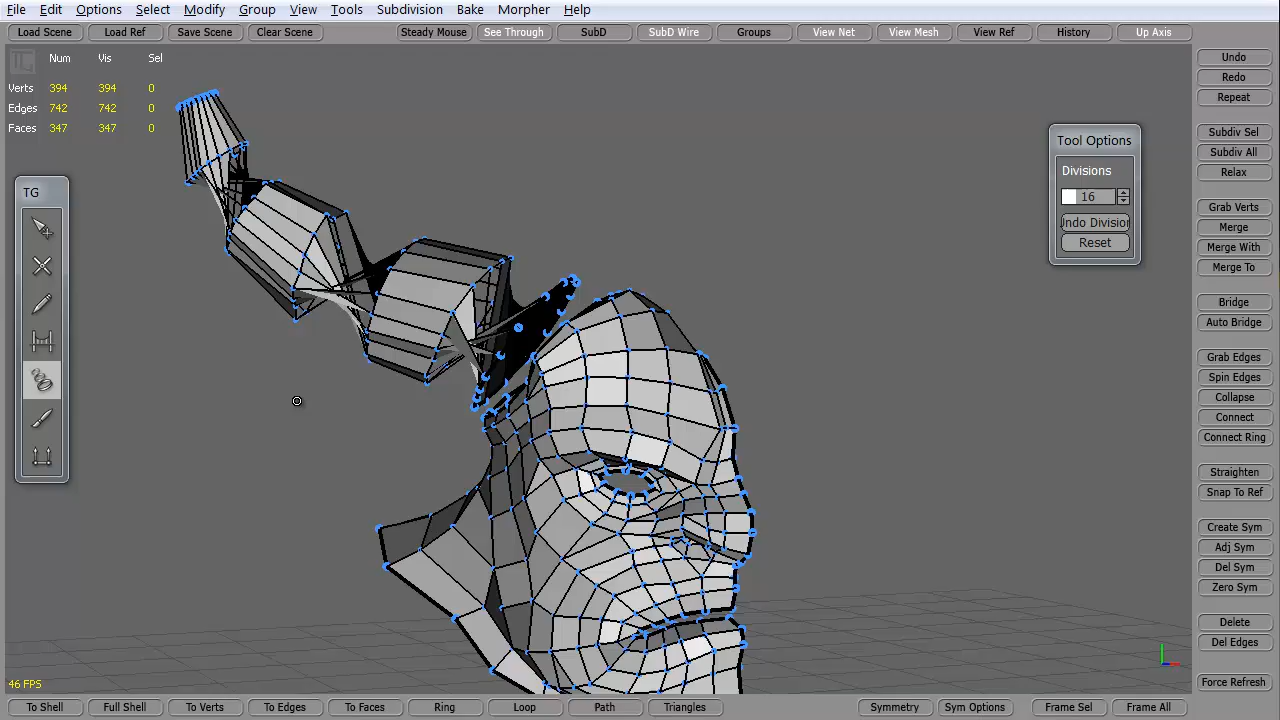 File Edit Options Select Modify Group View Tools Subdivision Bake Morpher Help
Load Scene Load Ref Save Scene Clear Scene Steady Mouse See Through SubD SubD Wire Groups View Net View Mesh View Ref History Up Axis
Num Vis Sel
Verts 394 394 0
Edges 742 742 0
Faces 347 347 0
TG
Tool Options
Divisions
16
Undo Division
Reset
Undo
Redo
Repeat
Subdiv Sel
Subdiv All
Relax
Grab Verts
Merge
Merge With
Merge To
Bridge
Auto Bridge
Grab Edges
Spin Edges
Collapse
Connect
Connect Ring
Straighten
Snap To Ref
Create Sym
Adj Sym
Del Sym
Zero Sym
Delete
Del Edges
Force Refresh
46 FPS
To Shell Full Shell To Verts To Edges To Faces Ring Loop Path Triangles Symmetry Sym Options Frame Sel Frame All